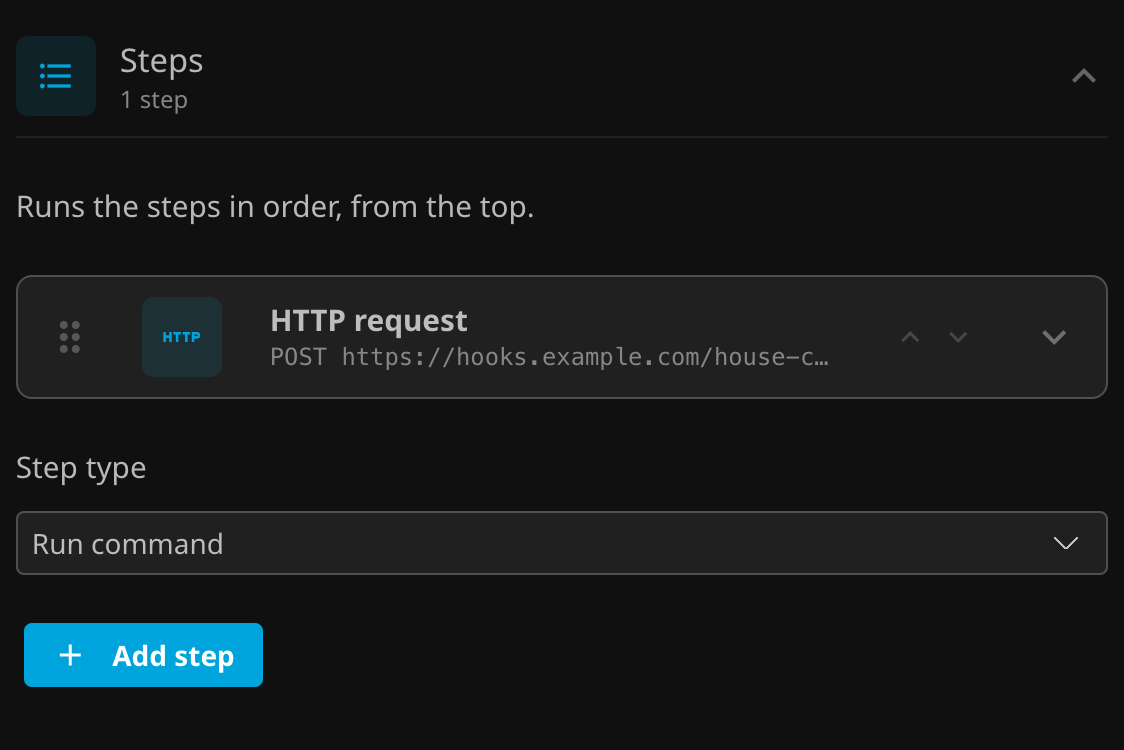 Steps
1 step
Runs the steps in order, from the top.
HTTP
HTTP request
POST https://hooks.example.com/house-c…
Step type
Run command
+ Add step